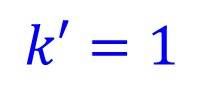 k′ = 1